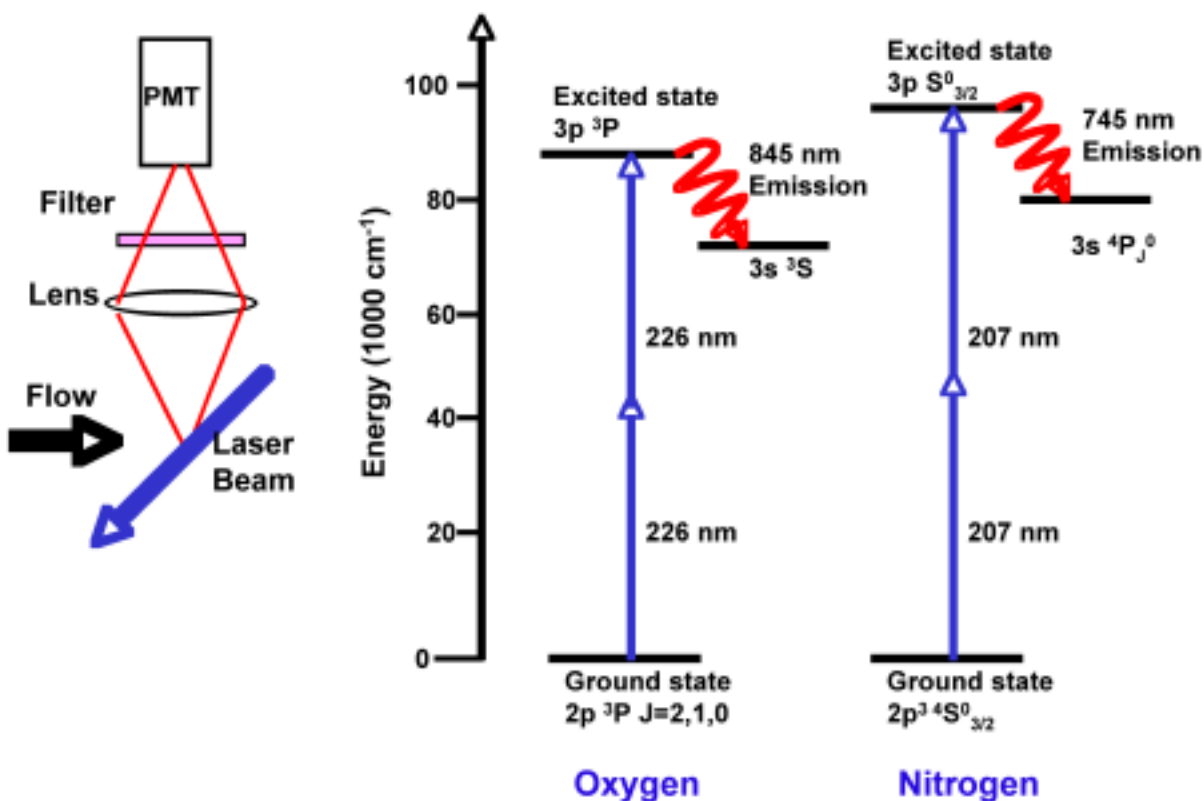 PMT
Filter
Lens
Flow
Laser
Beam
Energy (1000 cm⁻¹)
100
80
60
40
20
0
Excited state
3p ³P
845 nm
Emission
3s ³S
226 nm
226 nm
Ground state
2p ³P J=2,1,0
Oxygen
Excited state
3p S⁰₃/₂
745 nm
Emission
3s ⁴P_J⁰
207 nm
207 nm
Ground state
2p³ ⁴S⁰₃/₂
Nitrogen